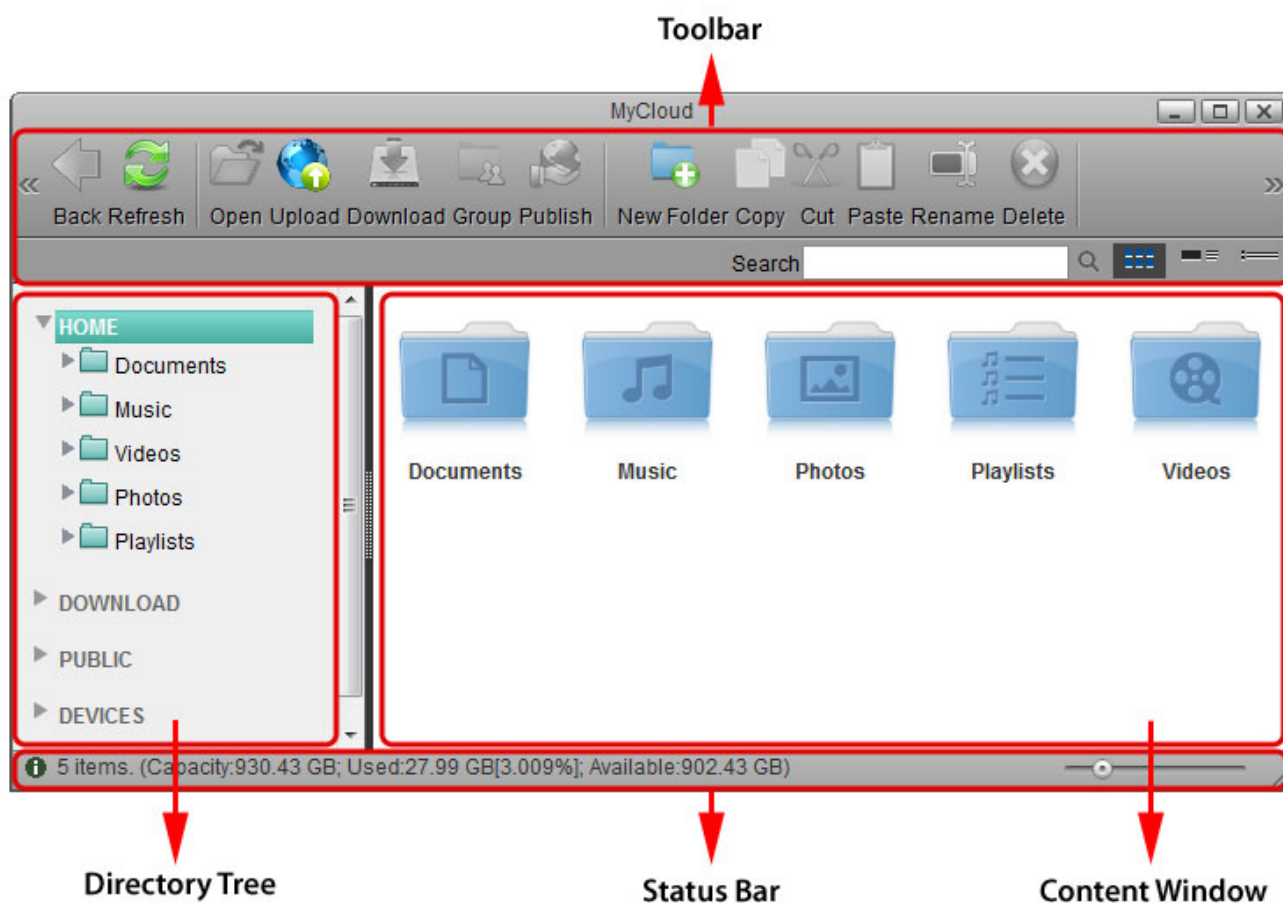 Toolbar
MyCloud
Back Refresh Open Upload Download Group Publish New Folder Copy Cut Paste Rename Delete
Search
HOME
Documents
Music
Videos
Photos
Playlists
DOWNLOAD
PUBLIC
DEVICES
Documents Music Photos Playlists Videos
5 items. (Capacity:930.43 GB; Used:27.99 GB[3.009%]; Available:902.43 GB)
Directory Tree
Status Bar
Content Window